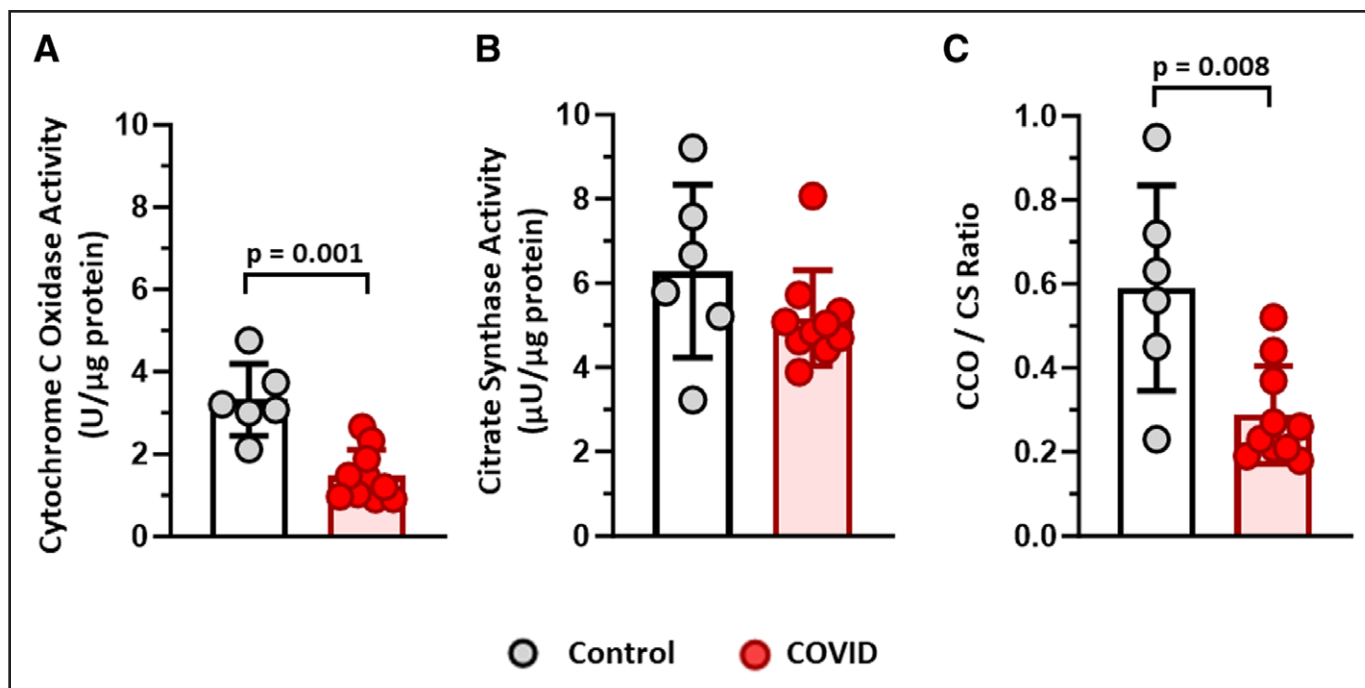 A
B
C
Cytochrome C Oxidase Activity
(U/µg protein)
10
8
6
4
2
0
p = 0.001
Citrate Synthase Activity
(µU/µg protein)
10
8
6
4
2
0
CCO / CS Ratio
1.0
0.8
0.6
0.4
0.2
0.0
p = 0.008
Control
COVID